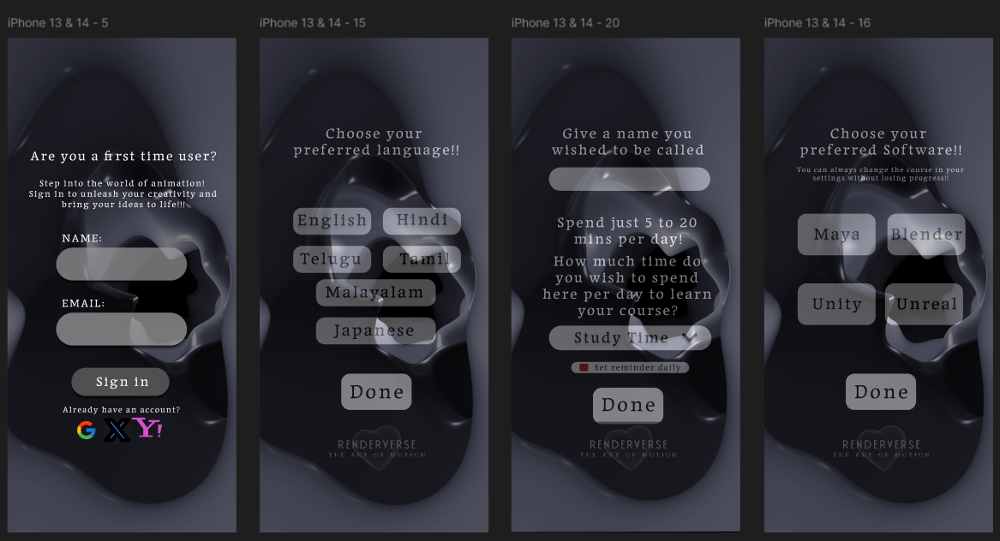 iPhone 13 & 14 - 5
Are you a first time user?
Step into the world of animation!
Sign in to unleash your creativity and
bring your ideas to life!!!
NAME:
EMAIL:
Sign in
Already have an account?
G X Y!
iPhone 13 & 14 - 15
Choose your
preferred language!!
English Hindi
Telugu Tamil
Malayalam
Japanese
Done
RENDERVERSE
THE ART OF MOTION
iPhone 13 & 14 - 20
Give a name you
wished to be called
Spend just 5 to 20
mins per day!
How much time do
you wish to spend
here per day to learn
your course?
Study Time
Set reminder daily
Done
RENDERVERSE
THE ART OF MOTION
iPhone 13 & 14 - 16
Choose your
preferred Software!!
You can always change the course in your
settings without losing progress!!
Maya Blender
Unity Unreal
Done
RENDERVERSE
THE ART OF MOTION